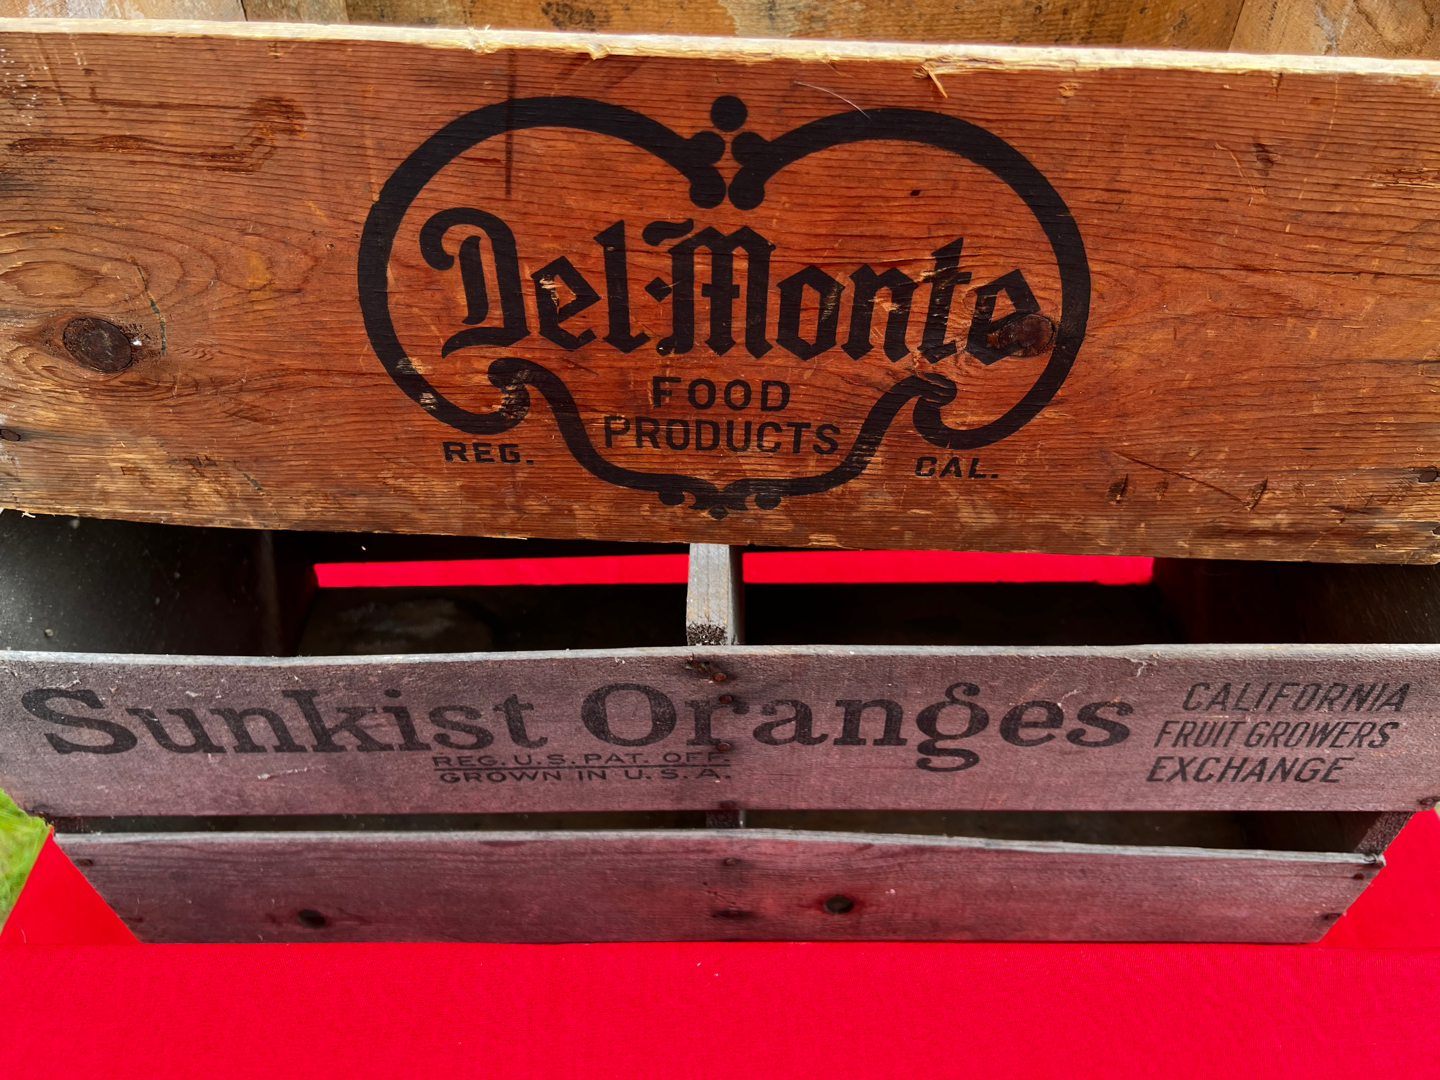 Del Monte
FOOD
PRODUCTS
REG. CAL.
Sunkist Oranges
REG. U.S. PAT. OFF.
GROWN IN U.S.A.
CALIFORNIA
FRUIT GROWERS
EXCHANGE